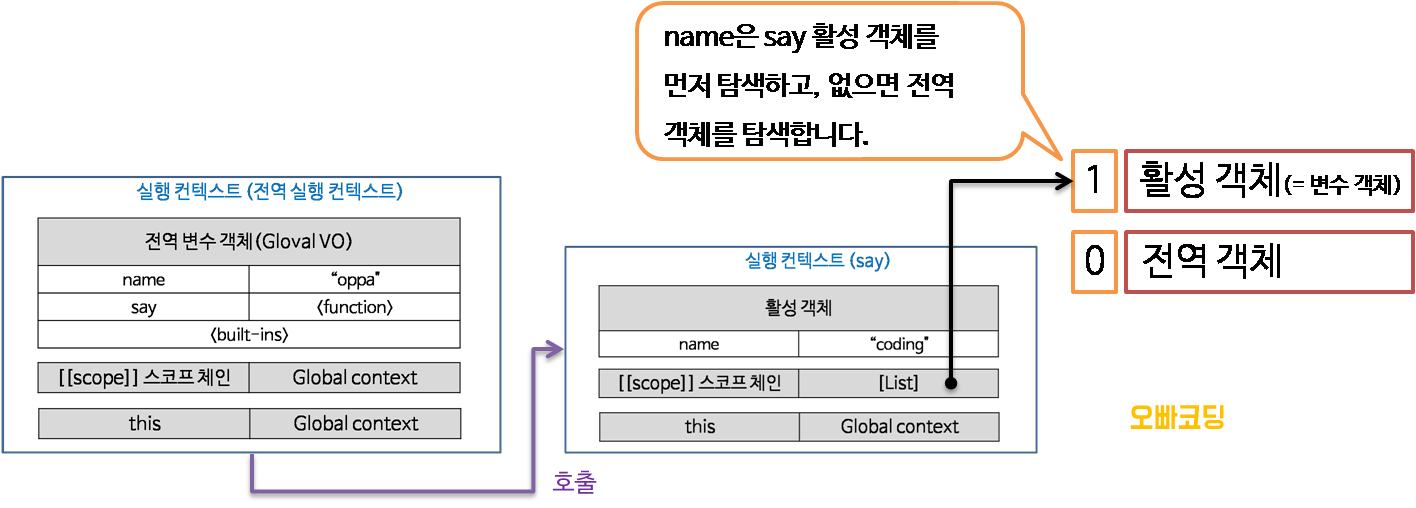 name은 say 활성 객체를
먼저 탐색하고, 없으면 전역
객체를 탐색합니다.
1 활성 객체(= 변수 객체)
0 전역 객체
실행 컨텍스트 (전역 실행 컨텍스트)
전역 변수 객체(Gloval VO)
name “oppa”
say 〈function〉
〈built-ins〉
[[scope]] 스코프 체인 Global context
this Global context
호출
실행 컨텍스트 (say)
활성 객체
name “coding”
[[scope]] 스코프 체인 [List]
this Global context
오빠코딩